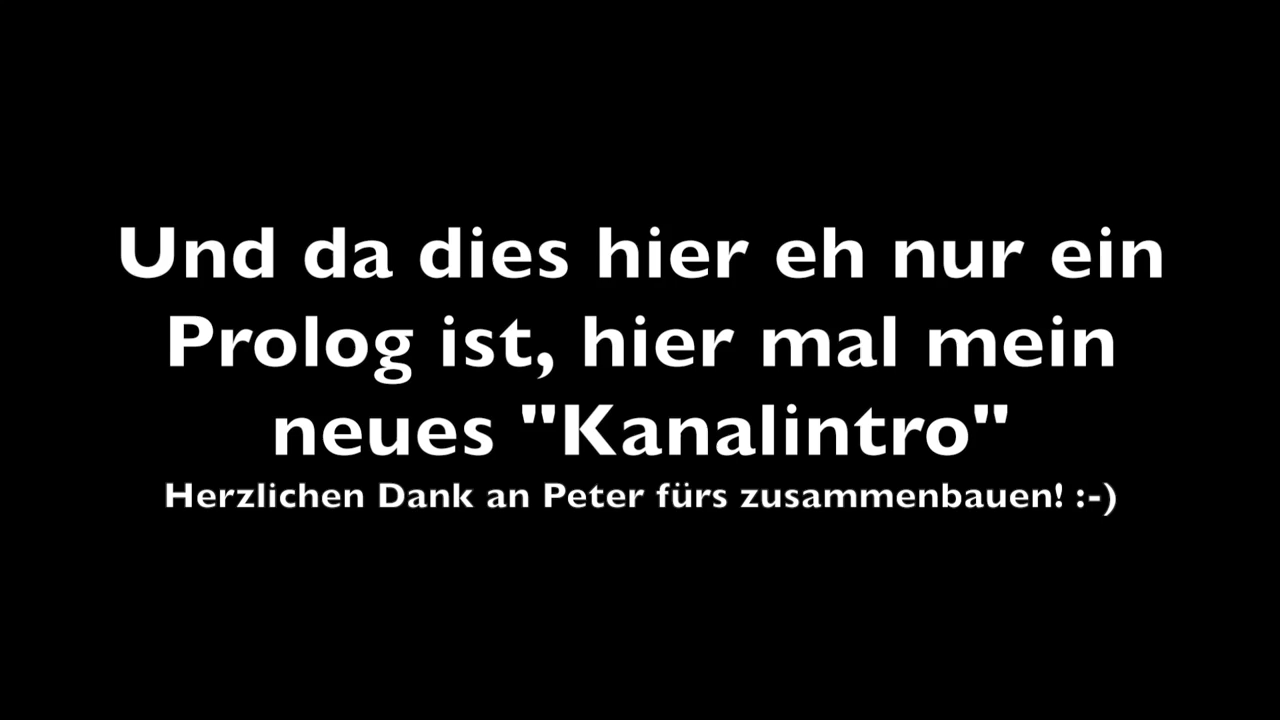 Und da dies hier eh nur ein
Prolog ist, hier mal mein
neues "Kanalintro"
Herzlichen Dank an Peter fürs zusammenbauen! :-)